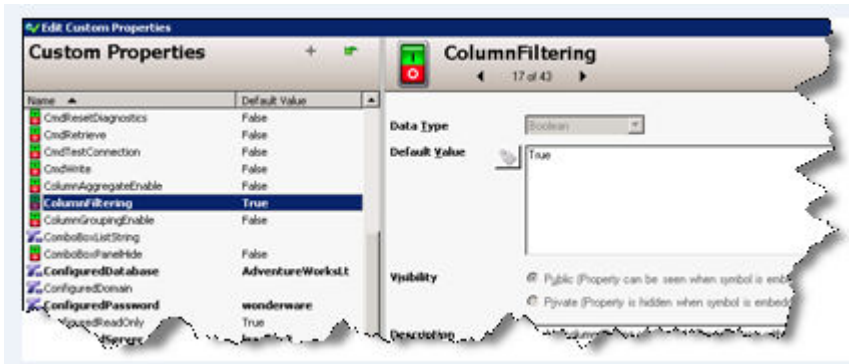 Edit Custom Properties
Custom Properties
ColumnFiltering
17 of 43
Name
Default Value
CmdResetDiagnostics False
CmdRetrieve False
CmdTestConnection False
CmdWrite False
ColumnAggregateEnable False
ColumnFiltering True
ColumnGroupingEnable False
ComboBoxListString
ComboBoxPanelHide False
ConfiguredDatabase AdventureWorksLt
ConfiguredDomain
ConfiguredPassword wonderware
True
Data Type
Boolean
Default Value
True
Visibility
Public (Property can be seen when symbol is
Private (Property is hidden when symbol is
Description